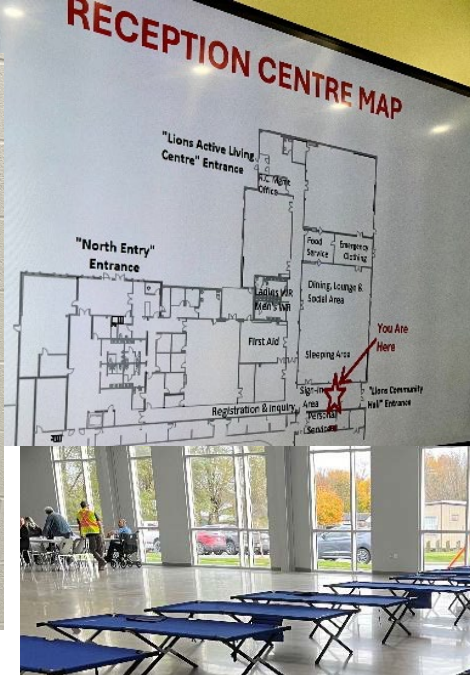 RECEPTION CENTRE MAP
"Lions Active Living
Centre" Entrance
R.C. Mgmt
Office
"North Entry"
Entrance
Food
Service
Emergency
Clothing
Ladies WR
Men's WR
Dining, Lounge &
Social Area
First Aid
You Are
Here
Sleeping Area
Sign-in
Area
"Lions Community
Hall" Entrance
Registration & Inquiry
Personal
Services